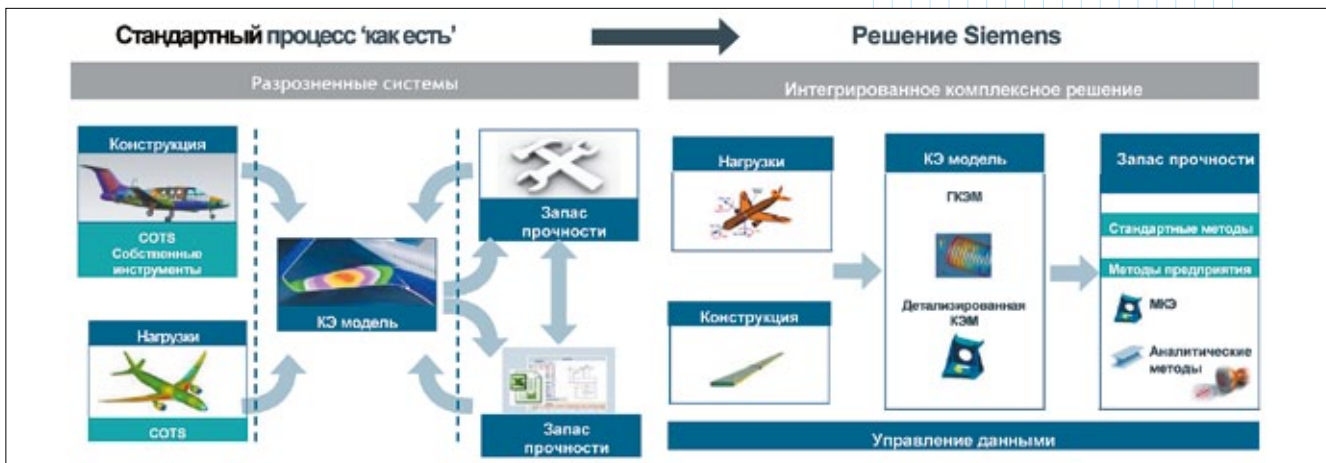 Стандартный процесс ‘как есть’
Решение Siemens
Разрозненные системы
Интегрированное комплексное решение
Конструкция
COTS
Собственные
инструменты
Нагрузки
COTS
КЭ модель
Запас
прочности
Запас
прочности
Нагрузки
Конструкция
КЭ модель
ГКЭМ
Детализированная
КЭМ
Запас прочности
Стандартные методы
Методы предприятия
МКЭ
Аналитические
методы
Управление данными